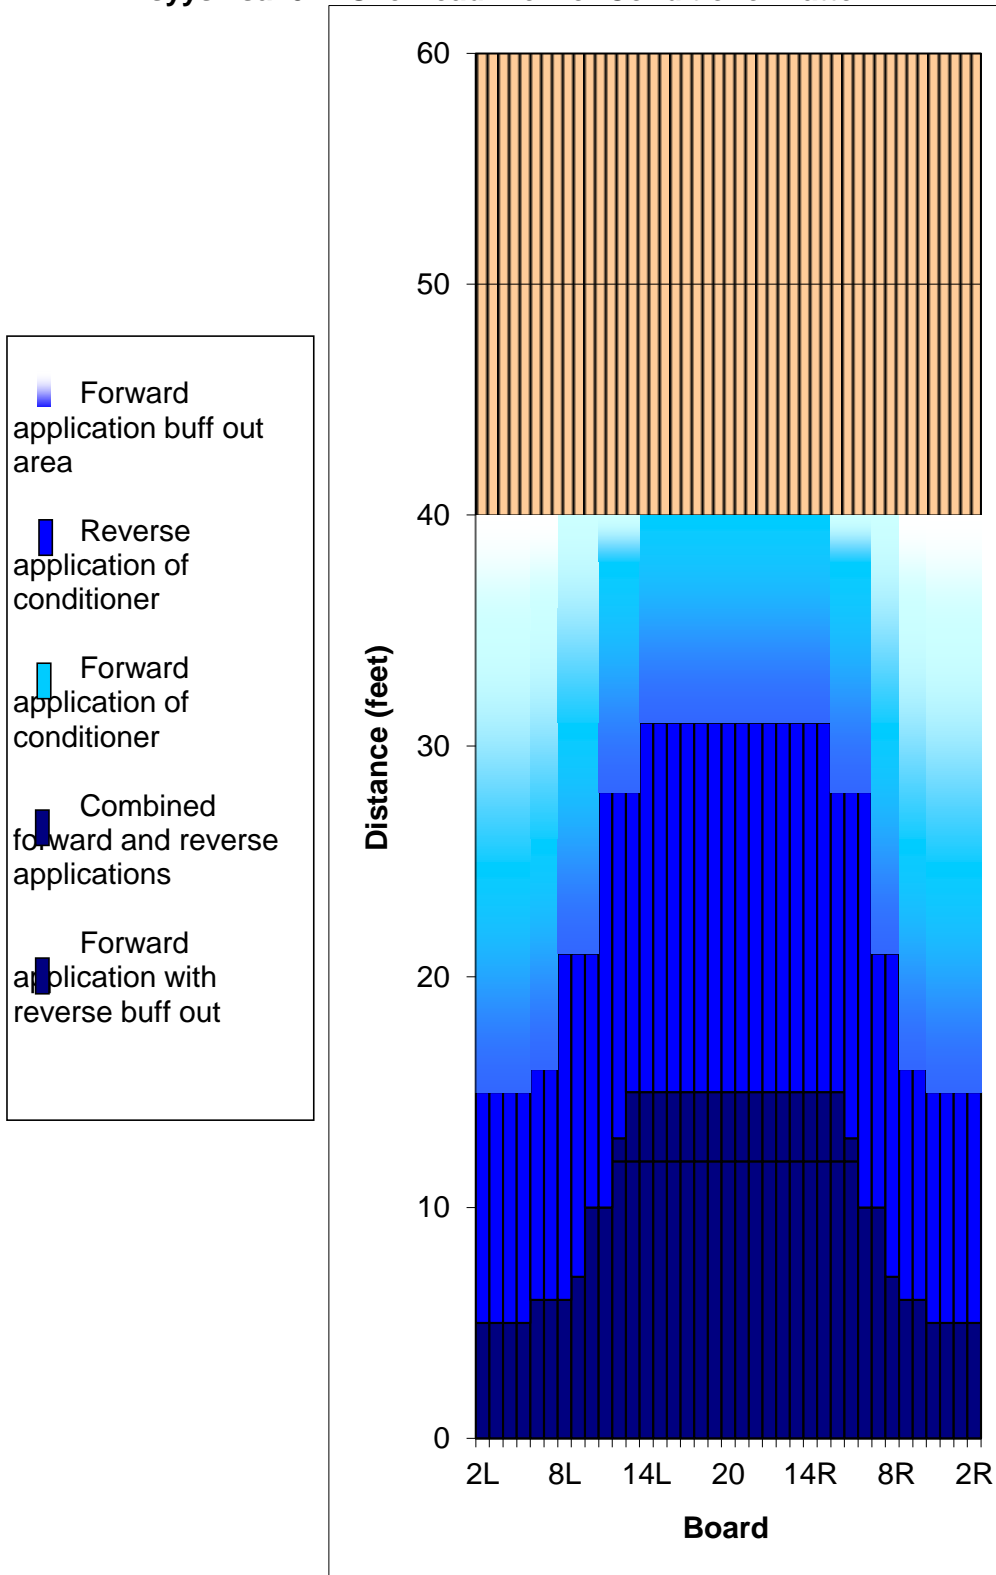 60
50
40
30
20
10
0
Distance (feet)
2L 8L 14L 20 14R 8R 2R
Board
Forward
application buff out
area
Reverse
application of
conditioner
Forward
application of
conditioner
Combined
forward and reverse
applications
Forward
application with
reverse buff out